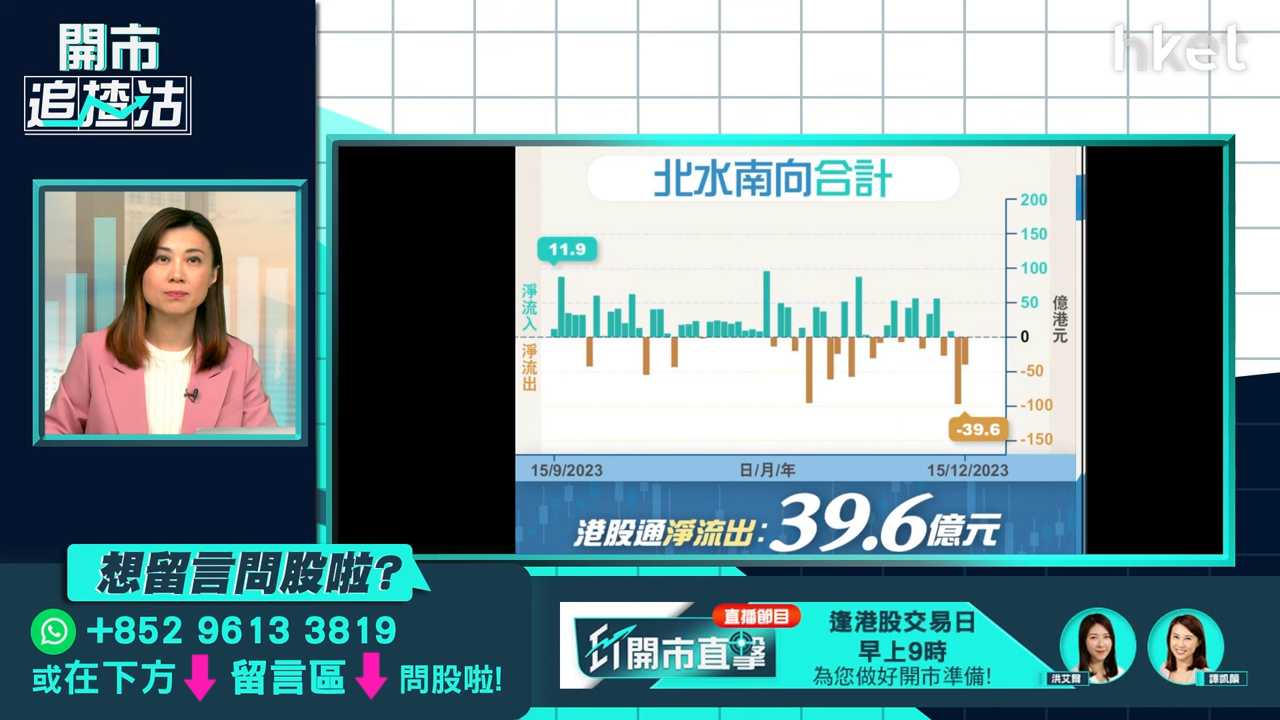 開市
追揸沽
hket
北水南向合計
200
150
100
50
0
-50
-100
-150
億港元
11.9
淨流入
淨流出
-39.6
15/9/2023 日/月/年 15/12/2023
港股通淨流出:39.6億元
想留言問股啦?
+852 9613 3819
或在下方 留言區 問股啦!
直播節目
ET開市直擊
逢港股交易日
早上9時
為您做好開市準備!
洪艾爾 譚凱韻